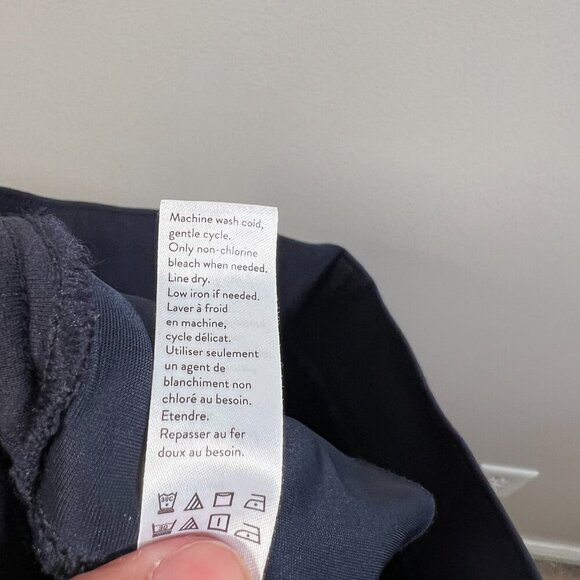 Machine wash cold,
gentle cycle.
Only non-chlorine
bleach when needed.
Line dry.
Low iron if needed.
Laver à froid
en machine,
cycle délicat.
Utiliser seulement
un agent de
blanchiment non
chloré au besoin.
Etendre.
Repasser au fer
doux au besoin.
30C
30